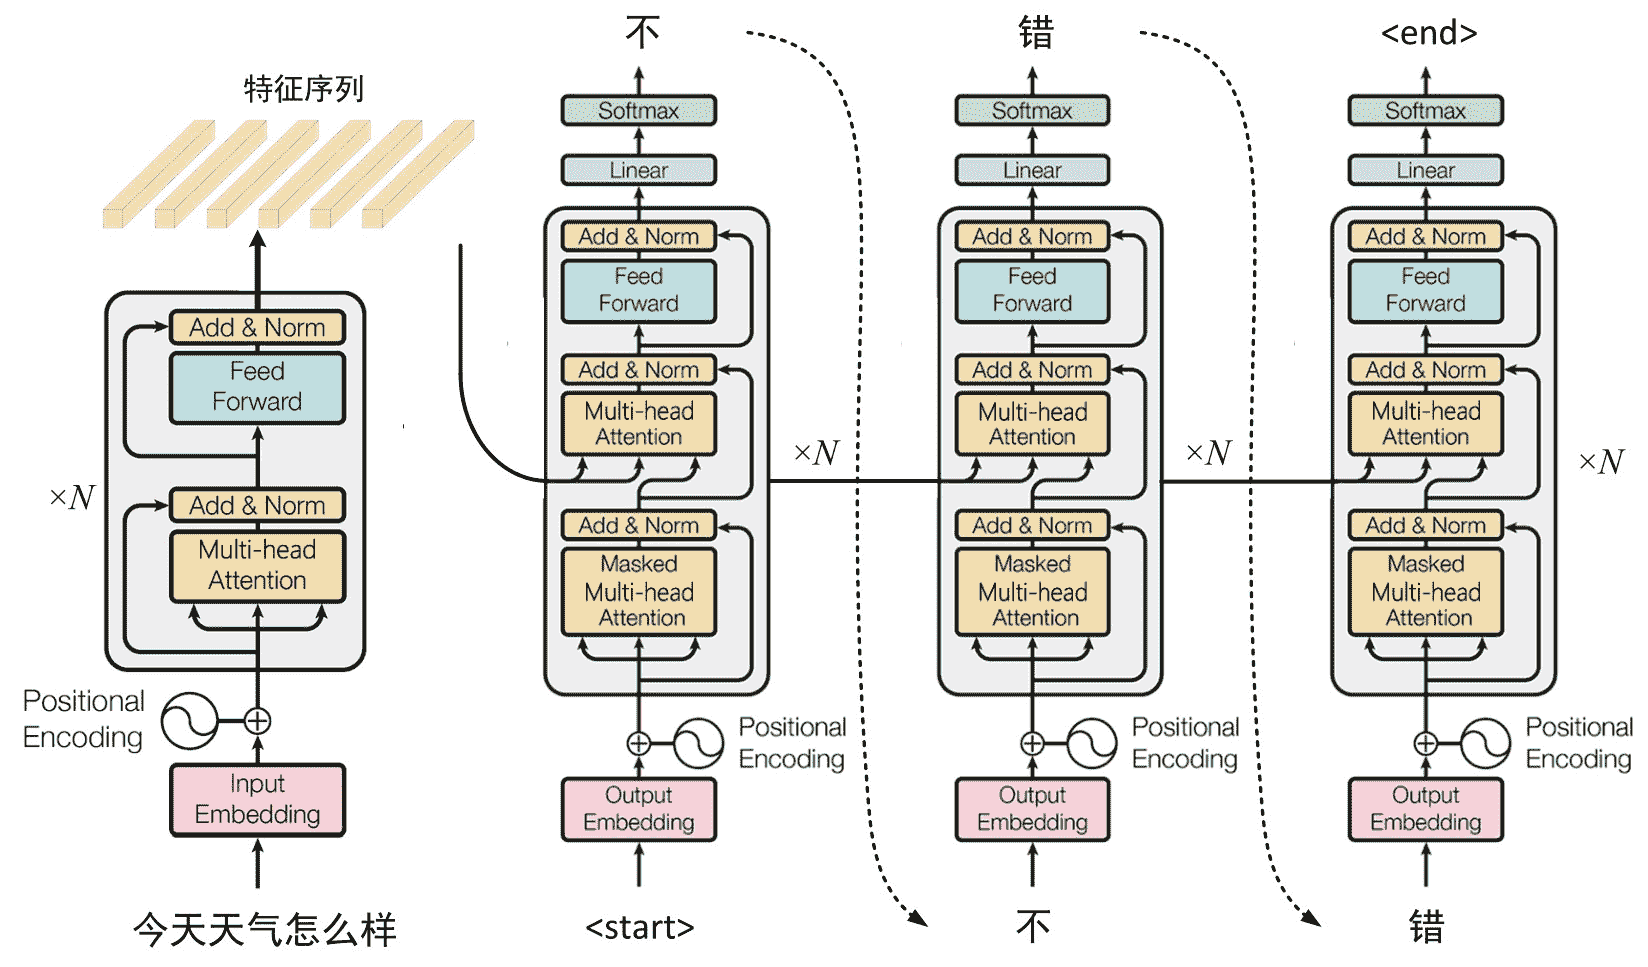 特征序列
Add & Norm
Feed
Forward
×N
Add & Norm
Multi-head
Attention
Positional
Encoding
Input
Embedding
今天天气怎么样
不
Softmax
Linear
Add & Norm
Feed
Forward
Add & Norm
Multi-head
Attention
×N
Add & Norm
Masked
Multi-head
Attention
Positional
Encoding
Output
Embedding
<start>
错
Softmax
Linear
Add & Norm
Feed
Forward
Add & Norm
Multi-head
Attention
×N
Add & Norm
Masked
Multi-head
Attention
Positional
Encoding
Output
Embedding
不
<end>
Softmax
Linear
Add & Norm
Feed
Forward
Add & Norm
Multi-head
Attention
×N
Add & Norm
Masked
Multi-head
Attention
Positional
Encoding
Output
Embedding
错